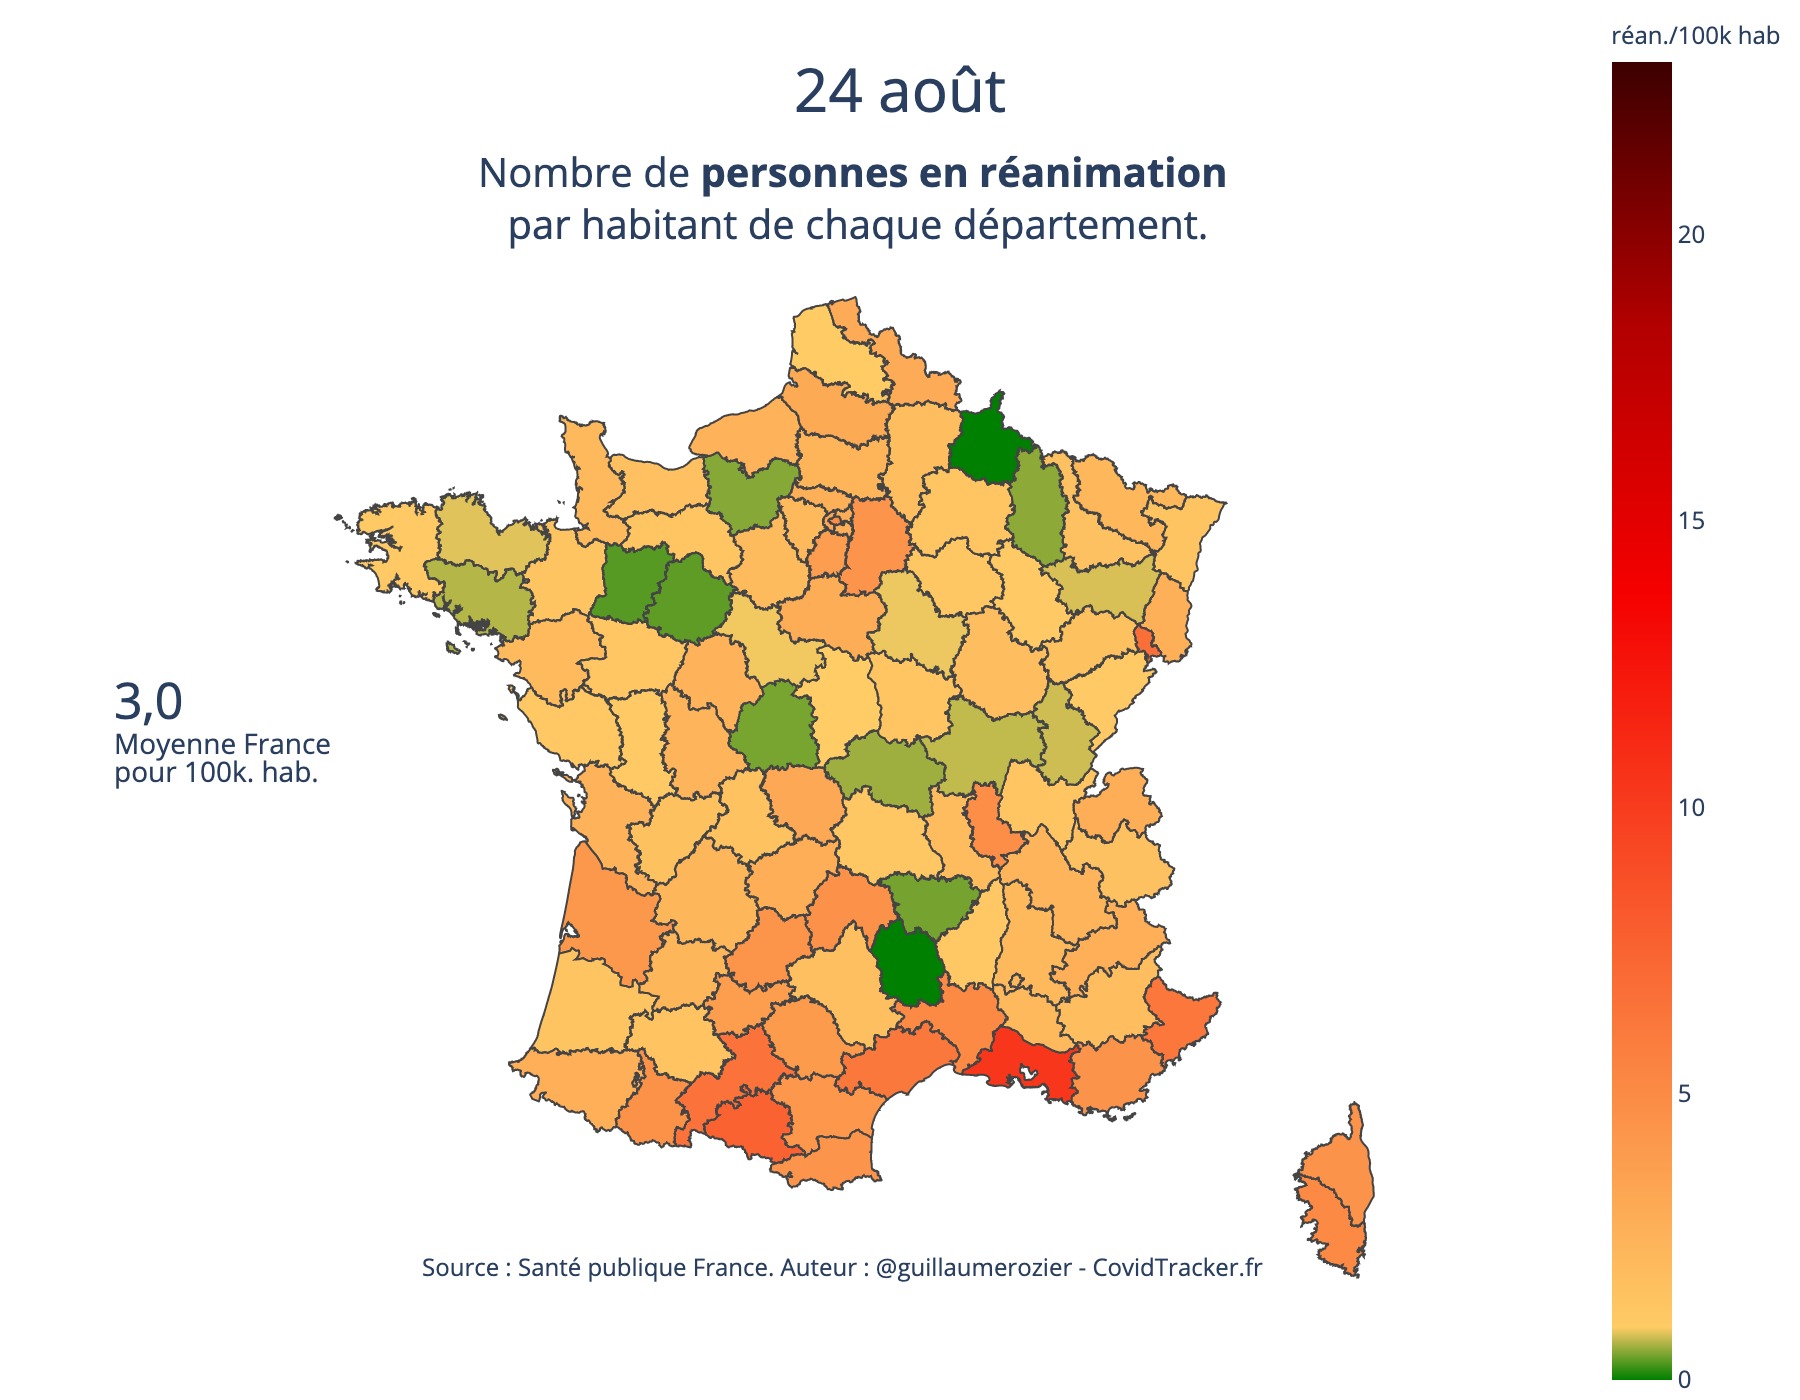 réan./100k hab
24 août
Nombre de personnes en réanimation
par habitant de chaque département.
20
15
3,0
Moyenne France
pour 100k. hab.
10
5
Source : Santé publique France. Auteur : @guillaumerozier - CovidTracker.fr
0